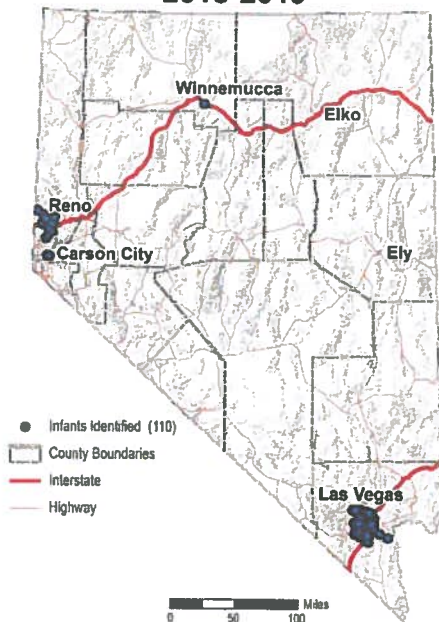 Winnemucca
Elko
Reno
Carson City
Ely
Infants Identified (110)
County Boundaries
Interstate
Highway
Las Vegas
Miles
0 50 100